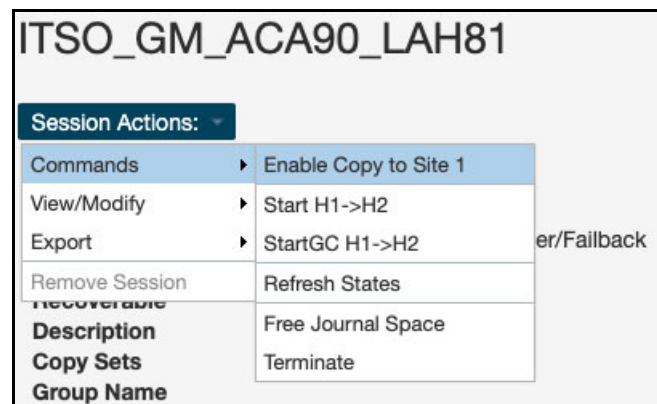 ITSO_GM_ACA90_LAH81
Session Actions:
Commands
Enable Copy to Site 1
View/Modify
Start H1->H2
Export
StartGC H1->H2
er/Failback
Remove Session
Refresh States
Recoverable
Description
Free Journal Space
Copy Sets
Terminate
Group Name